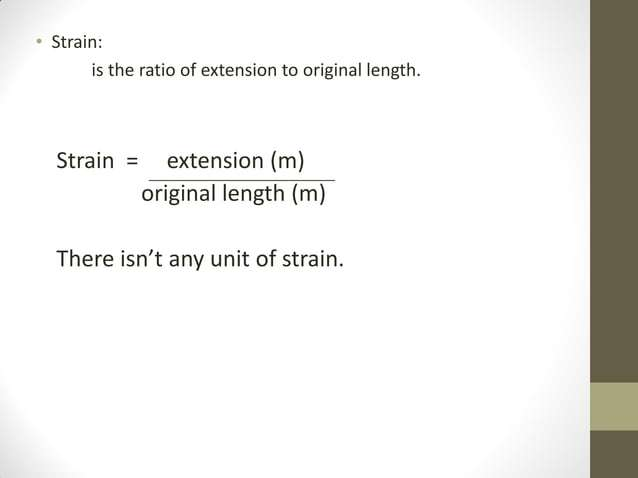 • Strain:
is the ratio of extension to original length.
Strain = extension (m)
original length (m)
There isn’t any unit of strain.